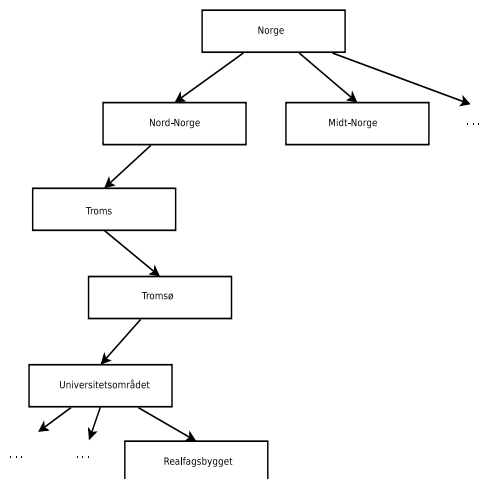 Norge
Nord-Norge
Midt-Norge
...
Troms
Tromsø
Universitetsområdet
...
...
Realfagsbygget